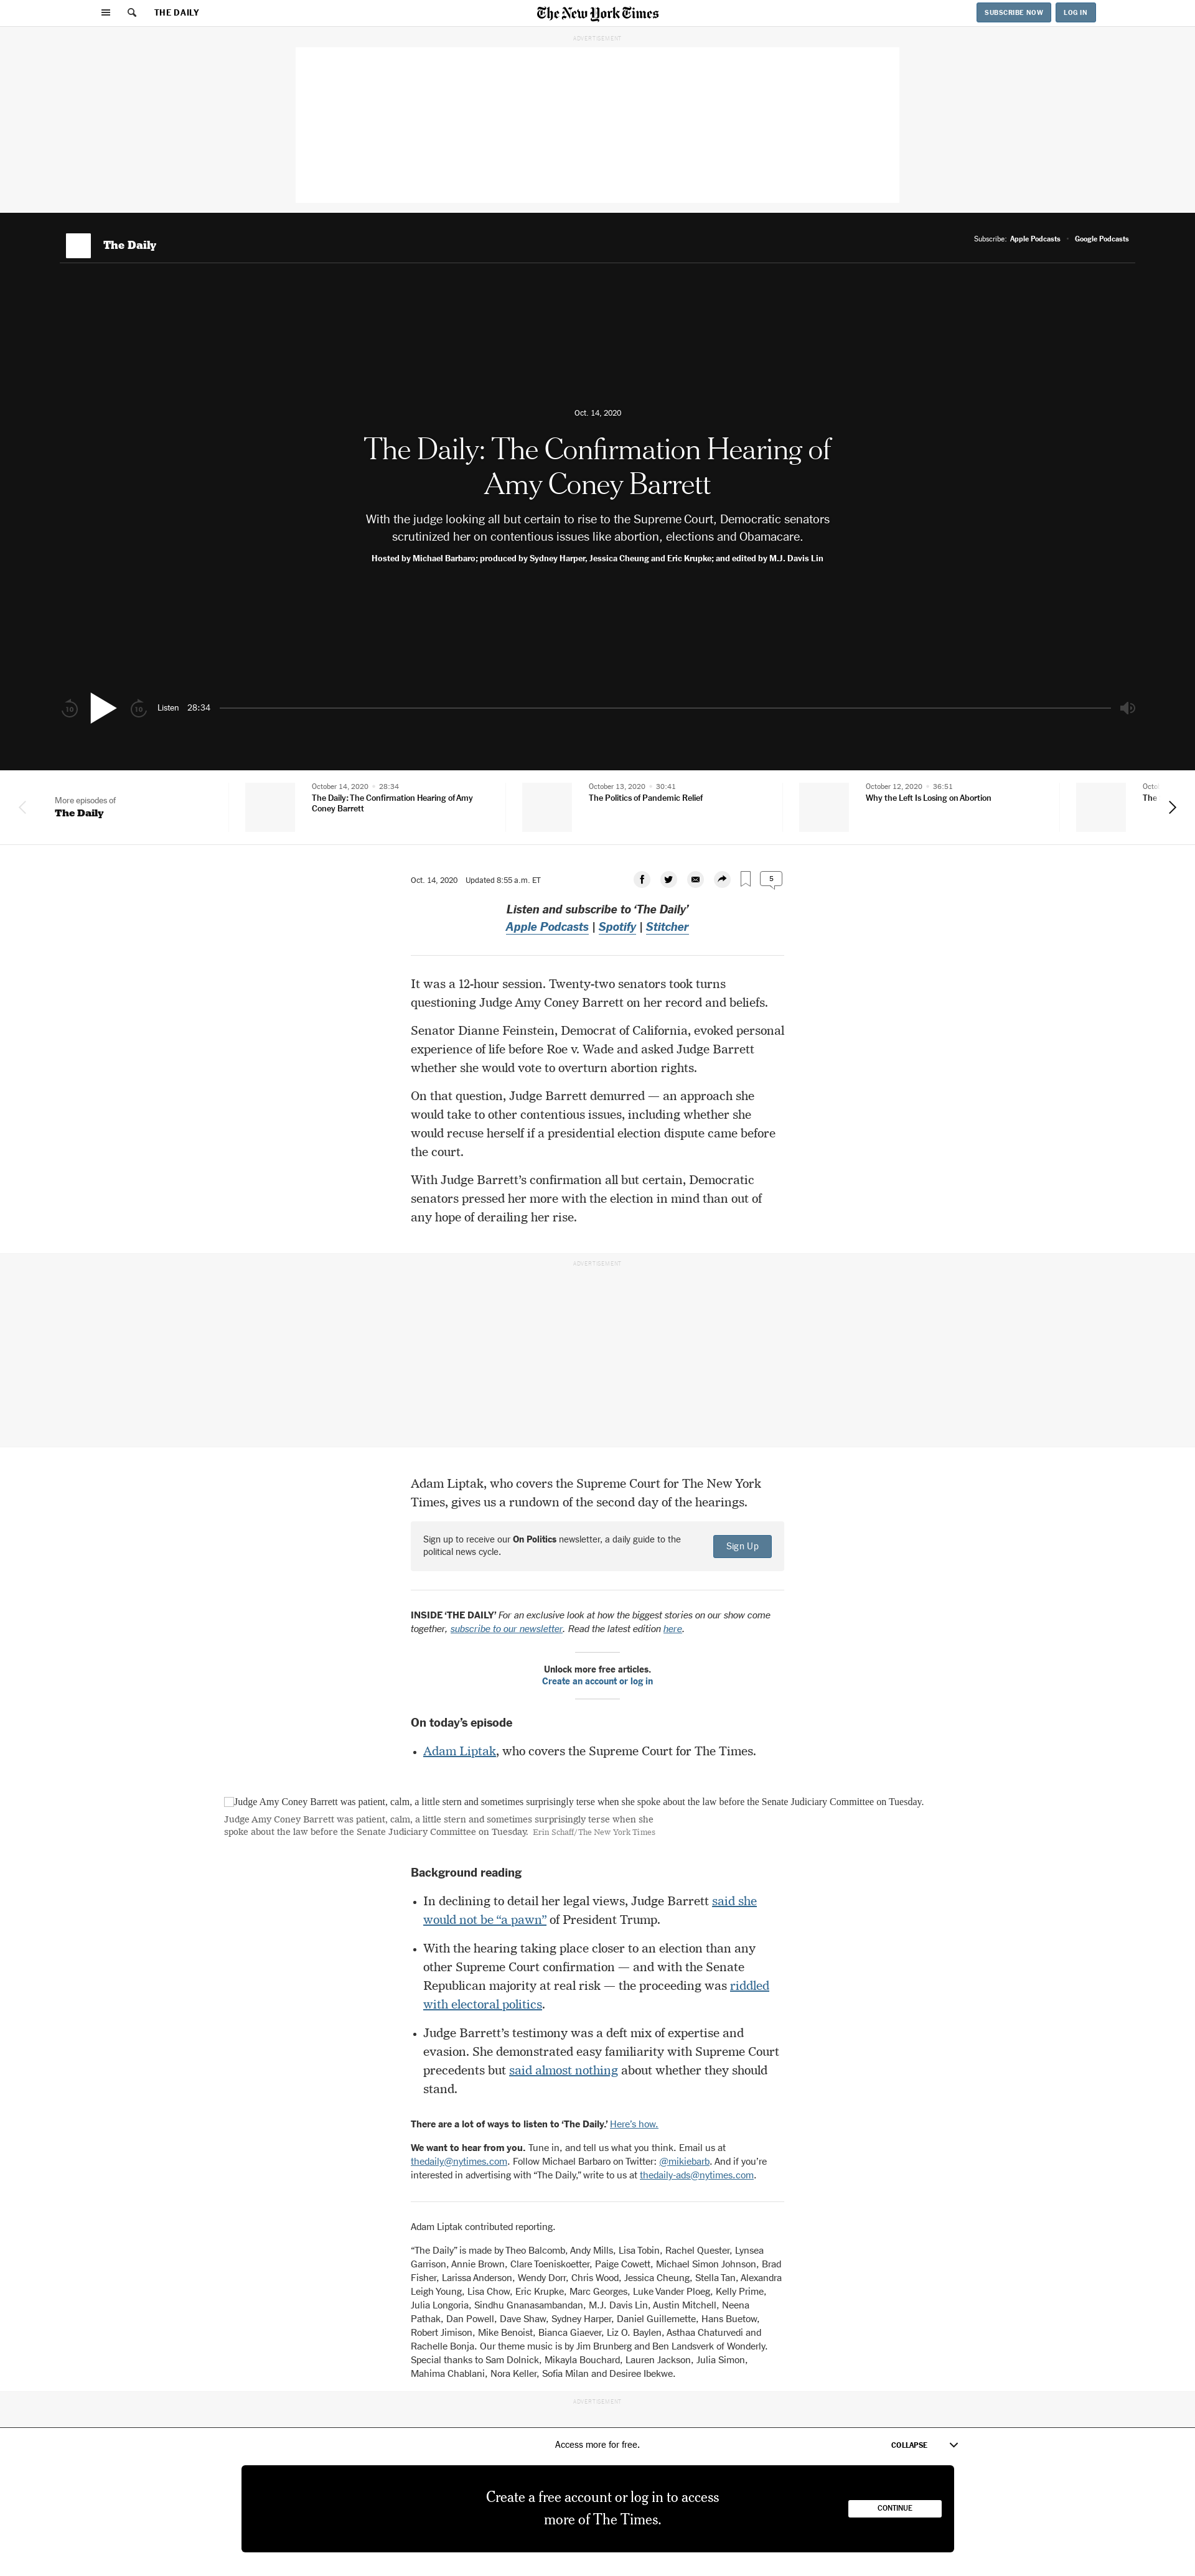 THE DAILY
The New York Times
SUBSCRIBE NOW
LOG IN
ADVERTISEMENT
The Daily
Subscribe: Apple Podcasts • Google Podcasts
Oct. 14, 2020
The Daily: The Confirmation Hearing of
Amy Coney Barrett
With the judge looking all but certain to rise to the Supreme Court, Democratic senators
scrutinized her on contentious issues like abortion, elections and Obamacare.
Hosted by Michael Barbaro; produced by Sydney Harper, Jessica Cheung and Eric Krupke; and edited by M.J. Davis Lin
10
10
Listen 28:34
More episodes of
The Daily
October 14, 2020 • 28:34
The Daily: The Confirmation Hearing of Amy
Coney Barrett
October 13, 2020 • 30:41
The Politics of Pandemic Relief
October 12, 2020 • 36:51
Why the Left Is Losing on Abortion
The
Oct. 14, 2020 Updated 8:55 a.m. ET
5
Listen and subscribe to ‘The Daily’
Apple Podcasts | Spotify | Stitcher
It was a 12-hour session. Twenty-two senators took turns
questioning Judge Amy Coney Barrett on her record and beliefs.
Senator Dianne Feinstein, Democrat of California, evoked personal
experience of life before Roe v. Wade and asked Judge Barrett
whether she would vote to overturn abortion rights.
On that question, Judge Barrett demurred — an approach she
would take to other contentious issues, including whether she
would recuse herself if a presidential election dispute came before
the court.
With Judge Barrett’s confirmation all but certain, Democratic
senators pressed her more with the election in mind than out of
any hope of derailing her rise.
ADVERTISEMENT
Adam Liptak, who covers the Supreme Court for The New York
Times, gives us a rundown of the second day of the hearings.
Sign up to receive our On Politics newsletter, a daily guide to the
political news cycle.
Sign Up
INSIDE ‘THE DAILY’ For an exclusive look at how the biggest stories on our show come
together, subscribe to our newsletter. Read the latest edition here.
Unlock more free articles.
Create an account or log in
On today’s episode
• Adam Liptak, who covers the Supreme Court for The Times.
Judge Amy Coney Barrett was patient, calm, a little stern and sometimes surprisingly terse when she spoke about the law before the Senate Judiciary Committee on Tuesday.
Judge Amy Coney Barrett was patient, calm, a little stern and sometimes surprisingly terse when she
spoke about the law before the Senate Judiciary Committee on Tuesday. Erin Schaff/The New York Times
Background reading
• In declining to detail her legal views, Judge Barrett said she
would not be “a pawn” of President Trump.
• With the hearing taking place closer to an election than any
other Supreme Court confirmation — and with the Senate
Republican majority at real risk — the proceeding was riddled
with electoral politics.
• Judge Barrett’s testimony was a deft mix of expertise and
evasion. She demonstrated easy familiarity with Supreme Court
precedents but said almost nothing about whether they should
stand.
There are a lot of ways to listen to ‘The Daily.’ Here’s how.
We want to hear from you. Tune in, and tell us what you think. Email us at
thedaily@nytimes.com. Follow Michael Barbaro on Twitter: @mikiebarb. And if you’re
interested in advertising with “The Daily,” write to us at thedaily-ads@nytimes.com.
Adam Liptak contributed reporting.
“The Daily” is made by Theo Balcomb, Andy Mills, Lisa Tobin, Rachel Quester, Lynsea
Garrison, Annie Brown, Clare Toeniskoetter, Paige Cowett, Michael Simon Johnson, Brad
Fisher, Larissa Anderson, Wendy Dorr, Chris Wood, Jessica Cheung, Stella Tan, Alexandra
Leigh Young, Lisa Chow, Eric Krupke, Marc Georges, Luke Vander Ploeg, Kelly Prime,
Julia Longoria, Sindhu Gnanasambandan, M.J. Davis Lin, Austin Mitchell, Neena
Pathak, Dan Powell, Dave Shaw, Sydney Harper, Daniel Guillemette, Hans Buetow,
Robert Jimison, Mike Benoist, Bianca Giaever, Liz O. Baylen, Asthaa Chaturvedi and
Rachelle Bonja. Our theme music is by Jim Brunberg and Ben Landsverk of Wonderly.
Special thanks to Sam Dolnick, Mikayla Bouchard, Lauren Jackson, Julia Simon,
Mahima Chablani, Nora Keller, Sofia Milan and Desiree Ibekwe.
ADVERTISEMENT
Access more for free.
COLLAPSE
Create a free account or log in to access
more of The Times.
CONTINUE